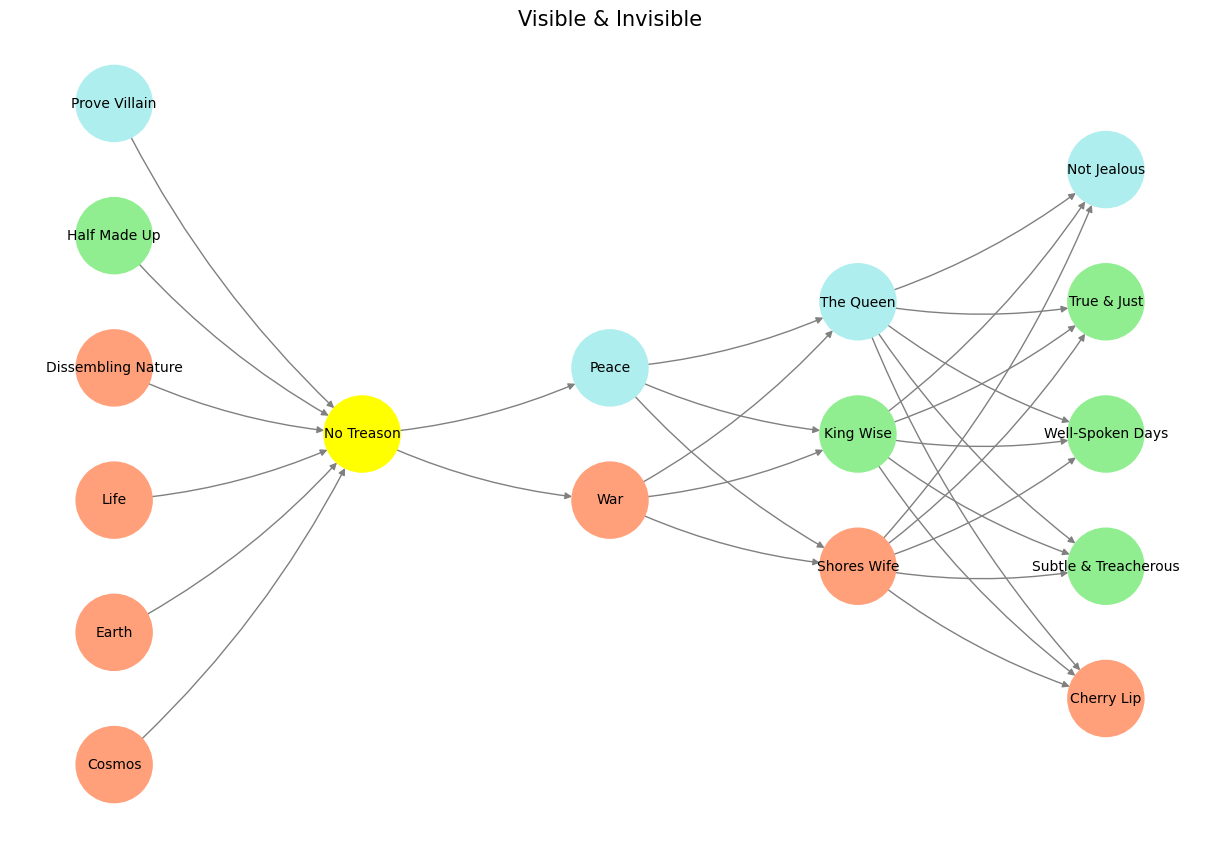 Visible & Invisible
Prove Villain
Half Made Up
Dissembling Nature
Life
Earth
Cosmos
No Treason
Peace
War
The Queen
King Wise
Shores Wife
Not Jealous
True & Just
Well-Spoken Days
Subtle & Treacherous
Cherry Lip